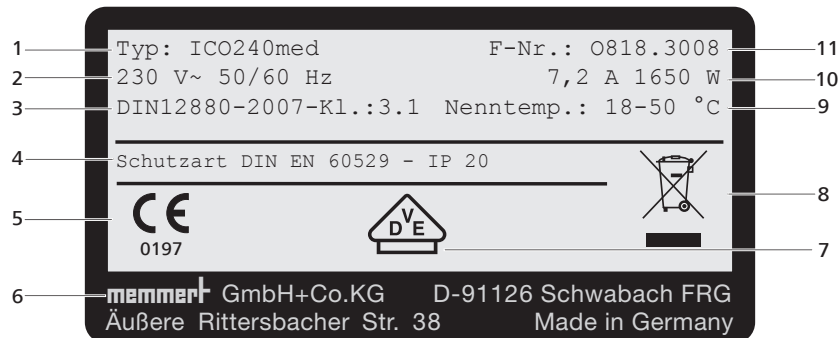 1 Typ: ICO240med F-Nr.: O818.3008 11
2 230 V~ 50/60 Hz 7,2 A 1650 W 10
3 DIN12880-2007-Kl.:3.1 Nenntemp.: 18-50 °C 9
4 Schutzart DIN EN 60529 - IP 20
8
5 CE
0197
DVE
7
6 memmert GmbH+Co.KG D-91126 Schwabach FRG
Äußere Rittersbacher Str. 38 Made in Germany